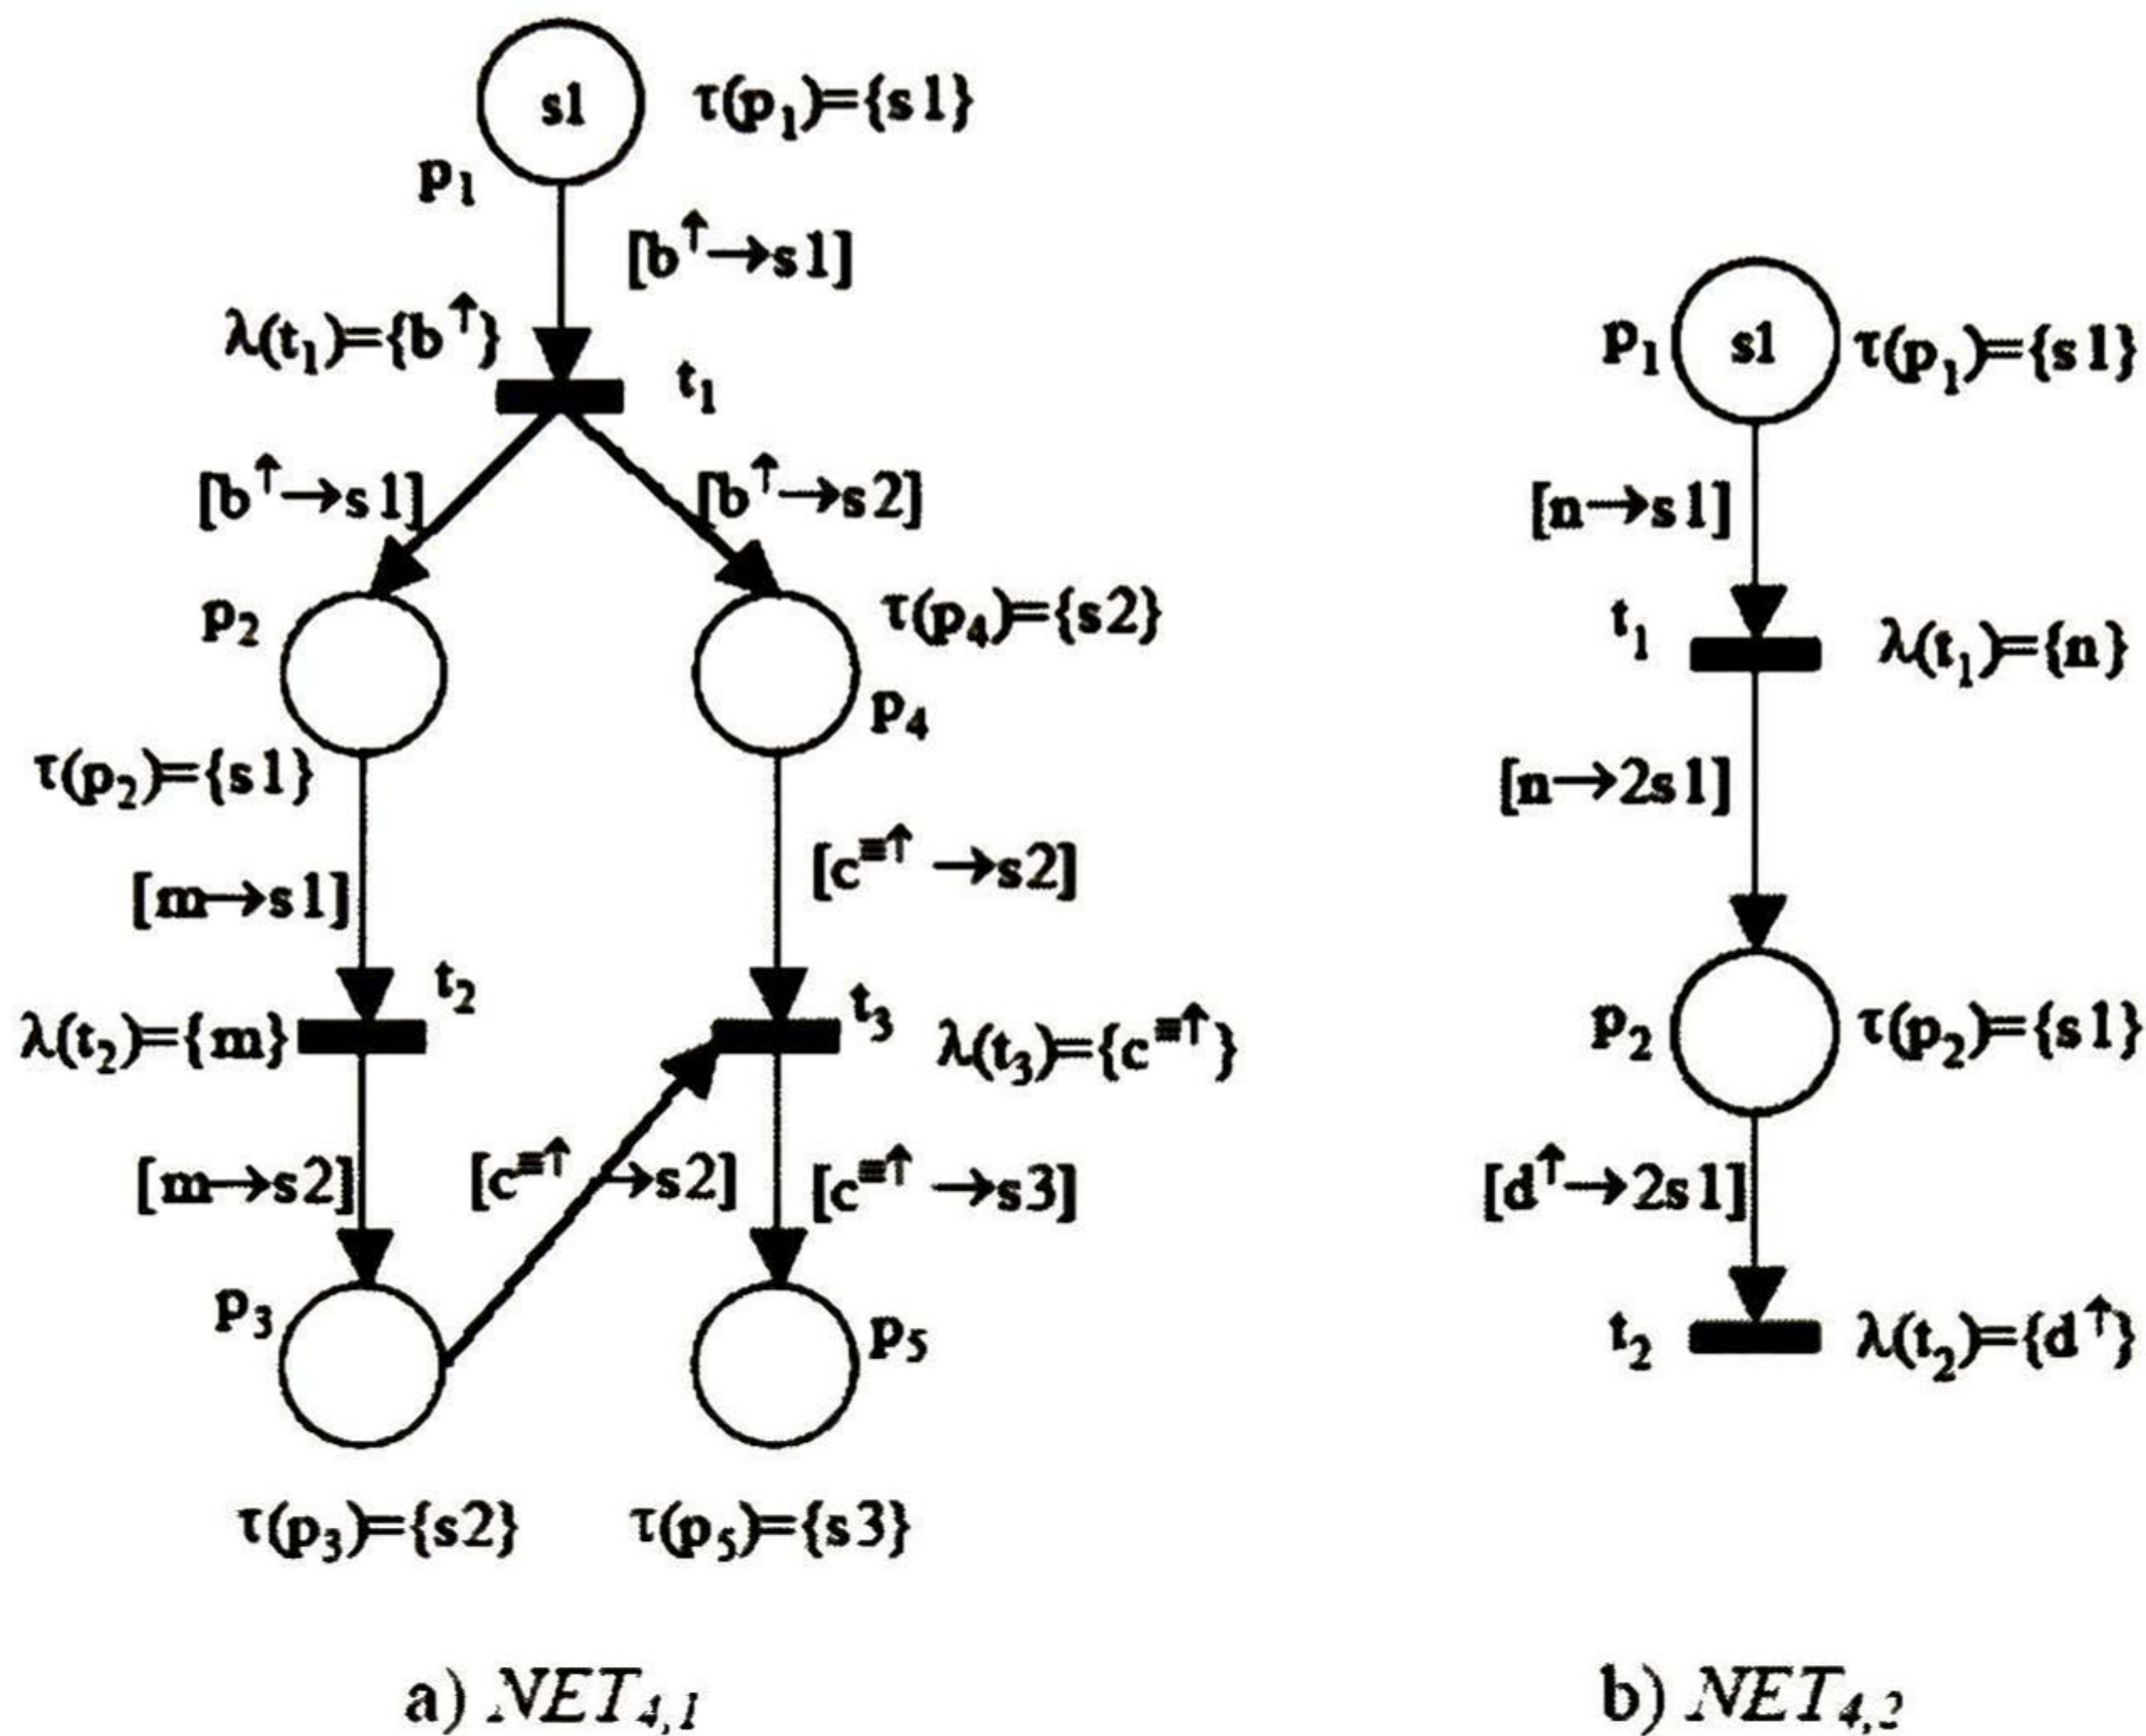 s1 τ(p₁)={s1}
p₁
[b↑→s1]
λ(t₁)={b↑}
t₁
[b↑→s1] [b↑→s2]
p₂
τ(p₄)={s2}
p₄
τ(p₂)={s1}
[m→s1] [c≡↑ →s2]
t₂ t₃
λ(t₂)={m} λ(t₃)={c≡↑}
[m→s2] [c≡↑→s2] [c≡↑ →s3]
p₃ p₅
τ(p₃)={s2} τ(p₅)={s3}
a) NET₄,₁
p₁ s1 τ(p₁)={s1}
[n→s1]
t₁ λ(t₁)={n}
[n→2s1]
p₂ τ(p₂)={s1}
[d↑→2s1]
t₂ λ(t₂)={d↑}
b) NET₄,₂